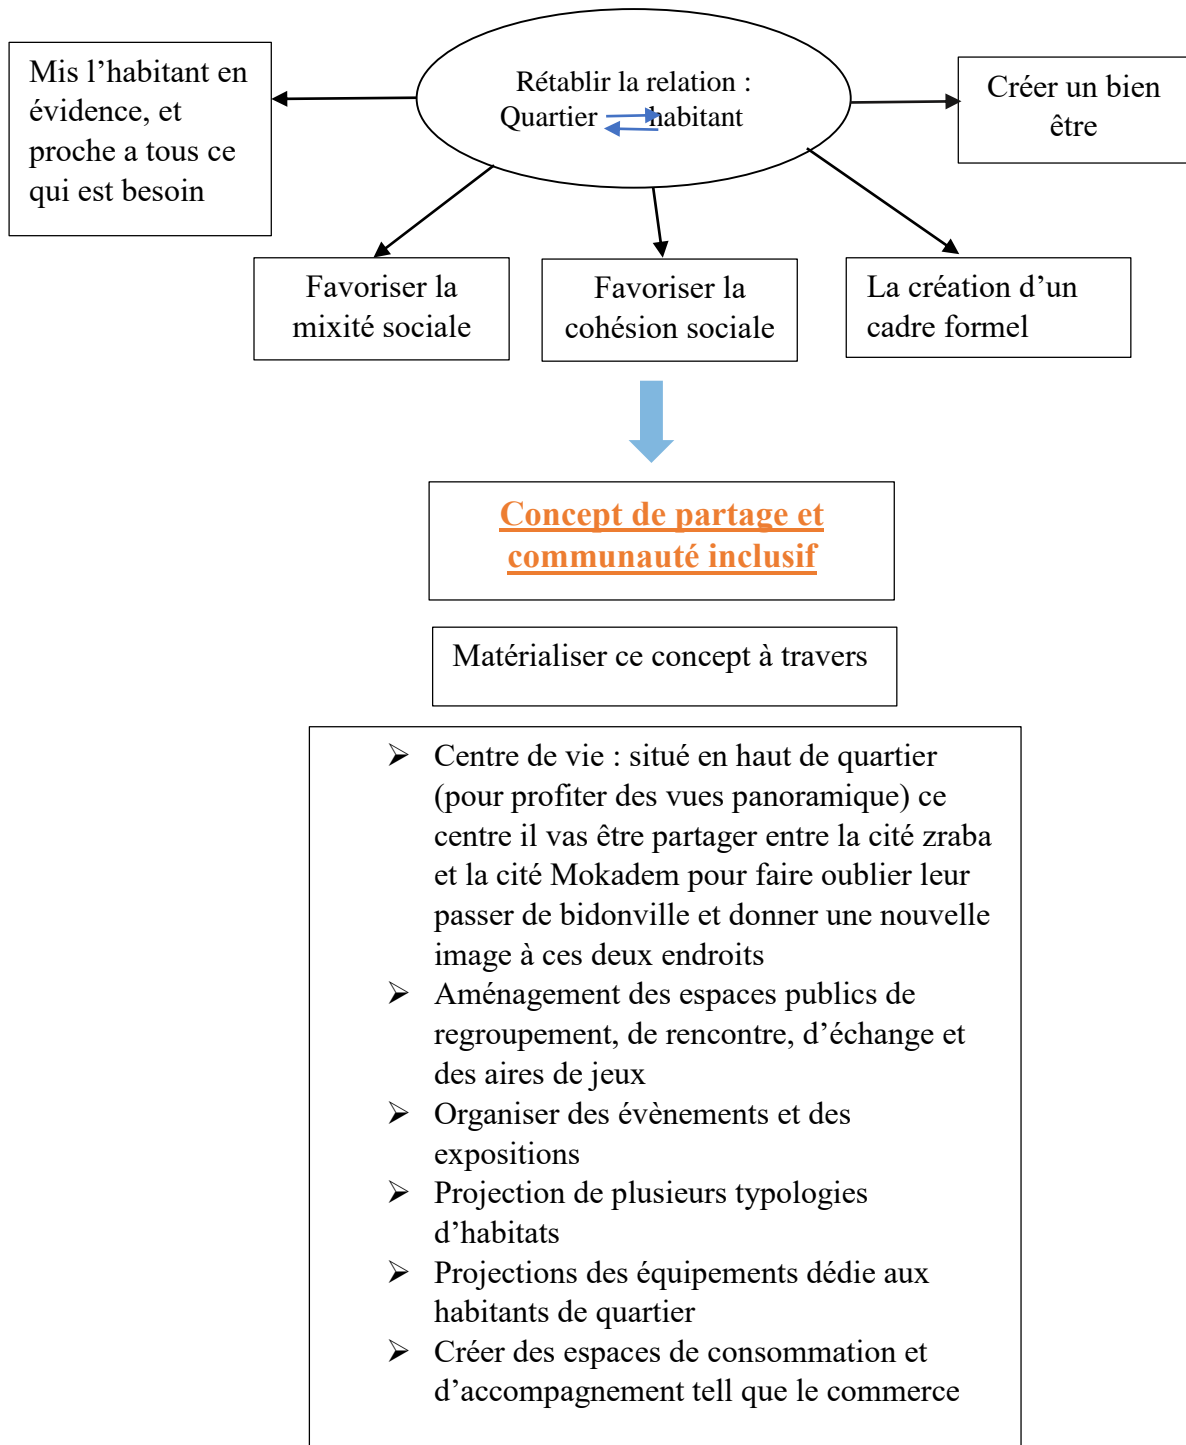 Rétablir la relation :
Quartier habitant
Mis l’habitant en
évidence, et
proche a tous ce
qui est besoin
Créer un bien
être
Favoriser la
mixité sociale
Favoriser la
cohésion sociale
La création d’un
cadre formel
Concept de partage et
communauté inclusif
Matérialiser ce concept à travers
➢ Centre de vie : situé en haut de quartier
(pour profiter des vues panoramique) ce
centre il vas être partager entre la cité zraba
et la cité Mokadem pour faire oublier leur
passer de bidonville et donner une nouvelle
image à ces deux endroits
➢ Aménagement des espaces publics de
regroupement, de rencontre, d’échange et
des aires de jeux
➢ Organiser des évènements et des
expositions
➢ Projection de plusieurs typologies
d’habitats
➢ Projections des équipements dédie aux
habitants de quartier
➢ Créer des espaces de consommation et
d’accompagnement tell que le commerce